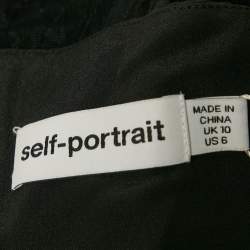 self-portrait
MADE IN
CHINA
UK 10
US 6